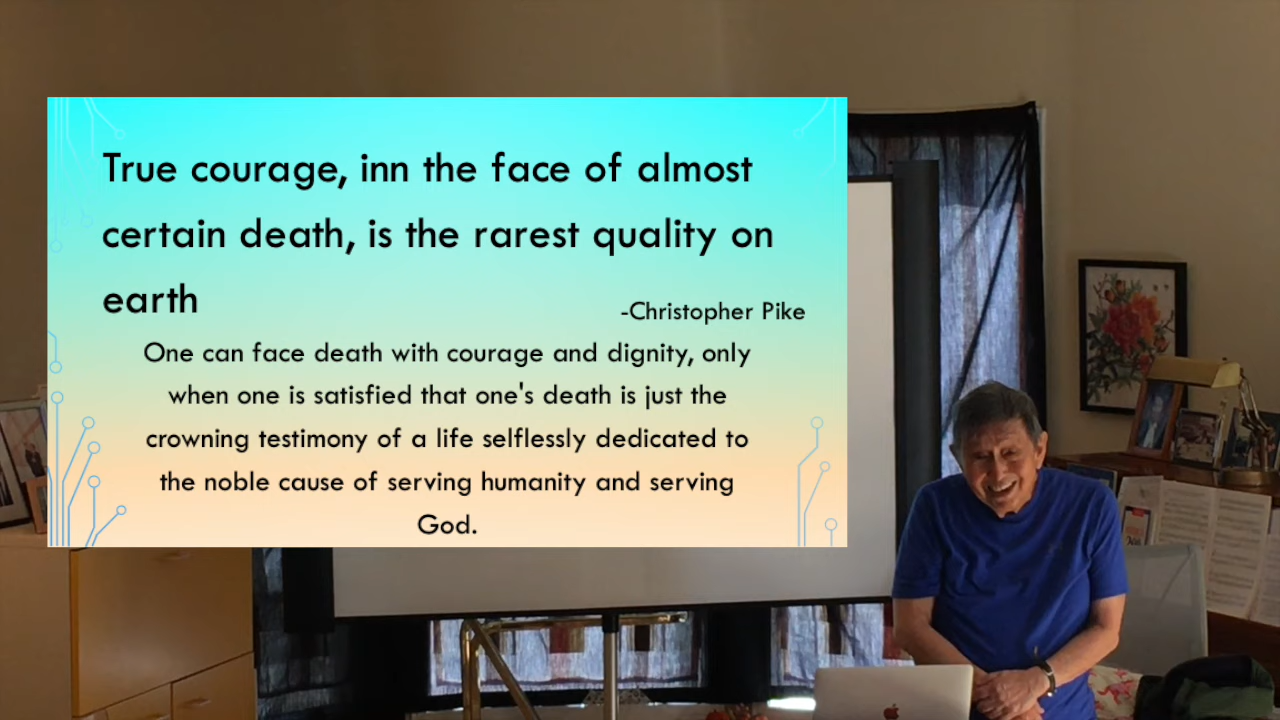 True courage, inn the face of almost
certain death, is the rarest quality on
earth
-Christopher Pike
One can face death with courage and dignity, only
when one is satisfied that one's death is just the
crowning testimony of a life selflessly dedicated to
the noble cause of serving humanity and serving
God.